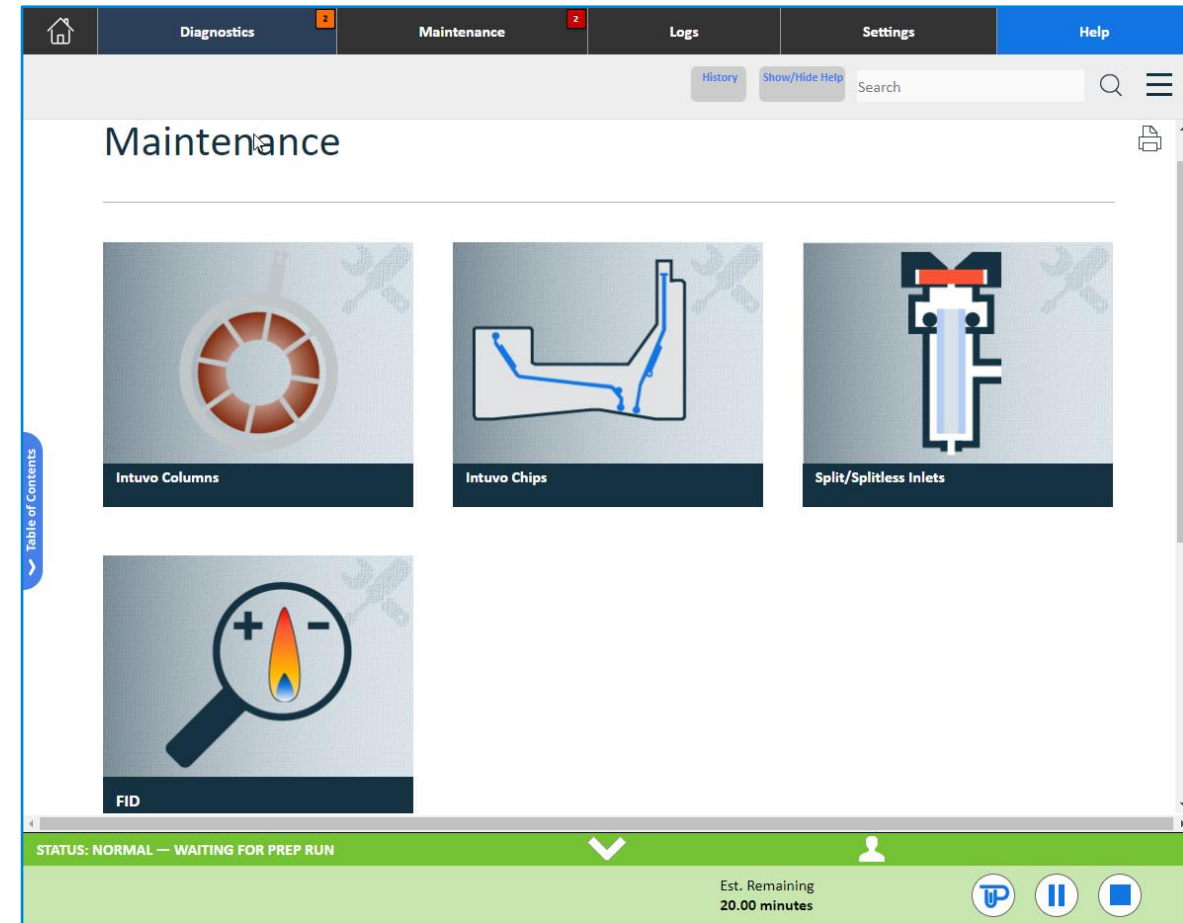 Diagnostics
2
Maintenance
2
Logs
Settings
Help
History
Show/Hide Help
Search
Maintenance
Intuvo Columns
Intuvo Chips
Split/Splitless Inlets
Table of Contents
FID
STATUS: NORMAL — WAITING FOR PREP RUN
Est. Remaining
20.00 minutes